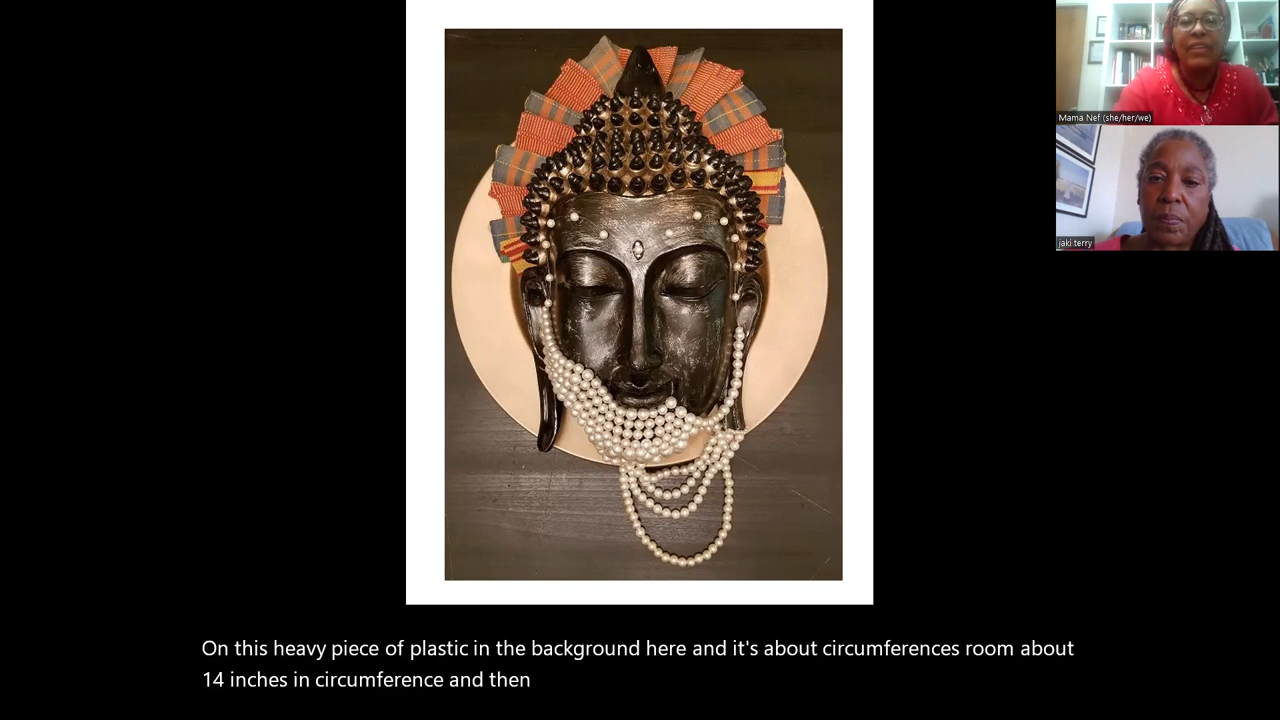 Mama Nef (she/her/we)
jaki terry
On this heavy piece of plastic in the background here and it's about circumferences room about
14 inches in circumference and then